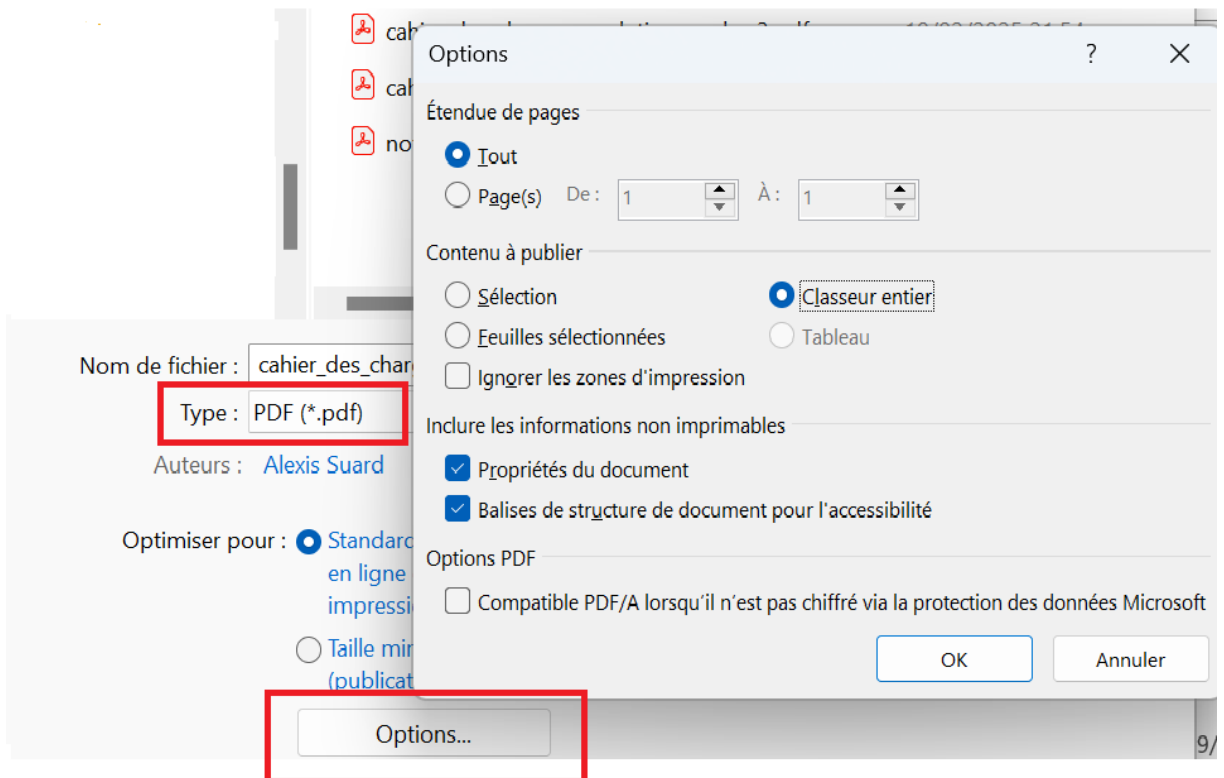 Options ?
Étendue de pages
Tout
Page(s) De : 1 À : 1
Contenu à publier
Sélection Classeur entier
Feuilles sélectionnées Tableau
Ignorer les zones d'impression
Inclure les informations non imprimables
Propriétés du document
Balises de structure de document pour l'accessibilité
Options PDF
Compatible PDF/A lorsqu'il n'est pas chiffré via la protection des données Microsoft
OK Annuler
Nom de fichier : cahier_des_char
Type : PDF (*.pdf)
Auteurs : Alexis Suard
Optimiser pour : Standard
en ligne
impressi
Taille mi
(publicat
Options...
9/